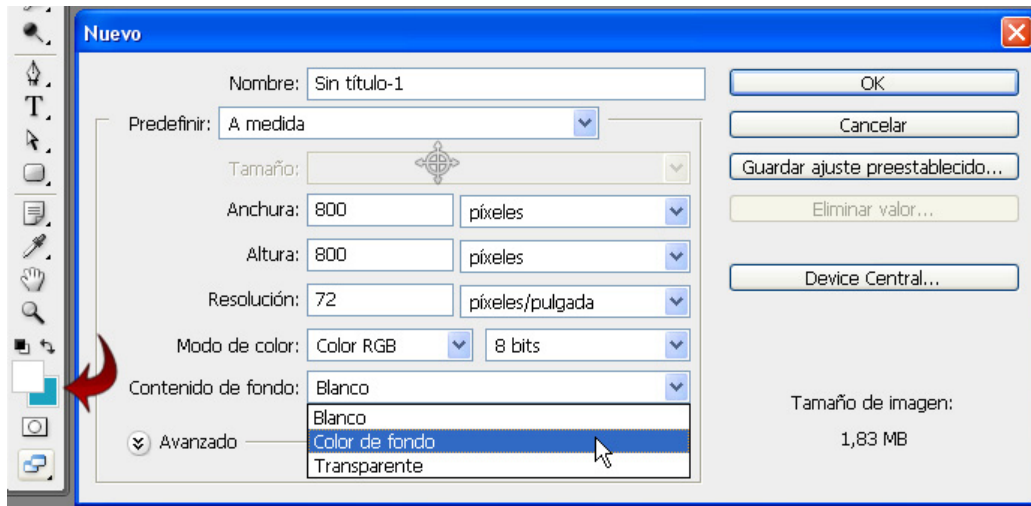 Nuevo
Nombre: Sin título-1
OK
Predefinir: A medida
Cancelar
Tamaño:
Guardar ajuste preestablecido...
Anchura: 800 píxeles
Eliminar valor...
Altura: 800 píxeles
Device Central...
Resolución: 72 píxeles/pulgada
Modo de color: Color RGB 8 bits
Contenido de fondo: Blanco
Blanco
Color de fondo
Transparente
Avanzado
Tamaño de imagen:
1,83 MB
T